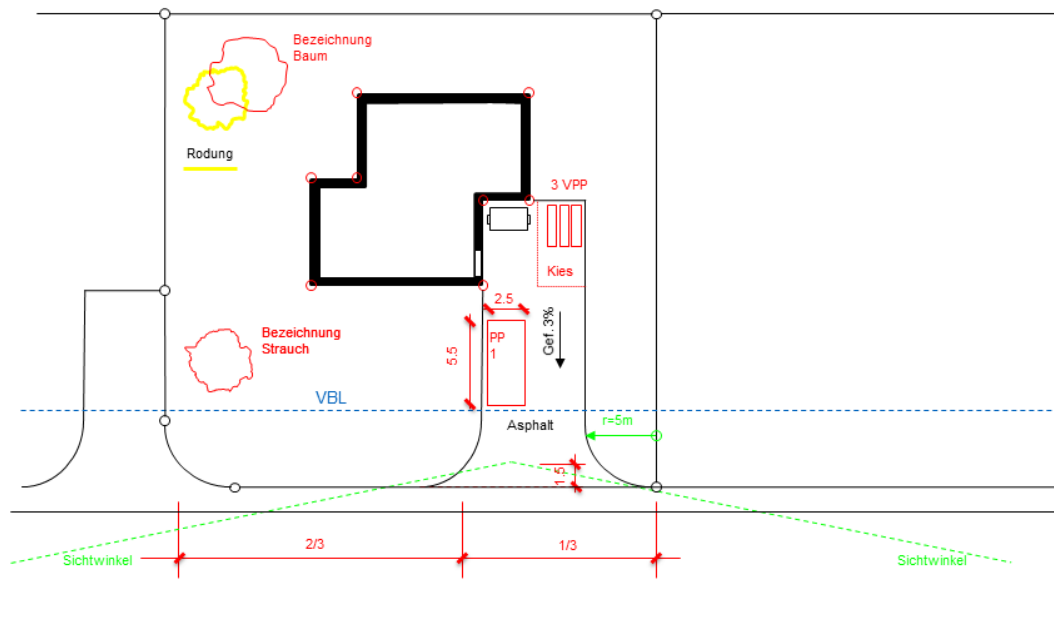 Bezeichnung
Baum
Rodung
3 VPP
Kies
2.5
Bezeichnung
Strauch
5.5
PP
1
Gef. 3%
VBL
Asphalt
r=5m
1.5
2/3
1/3
Sichtwinkel
Sichtwinkel